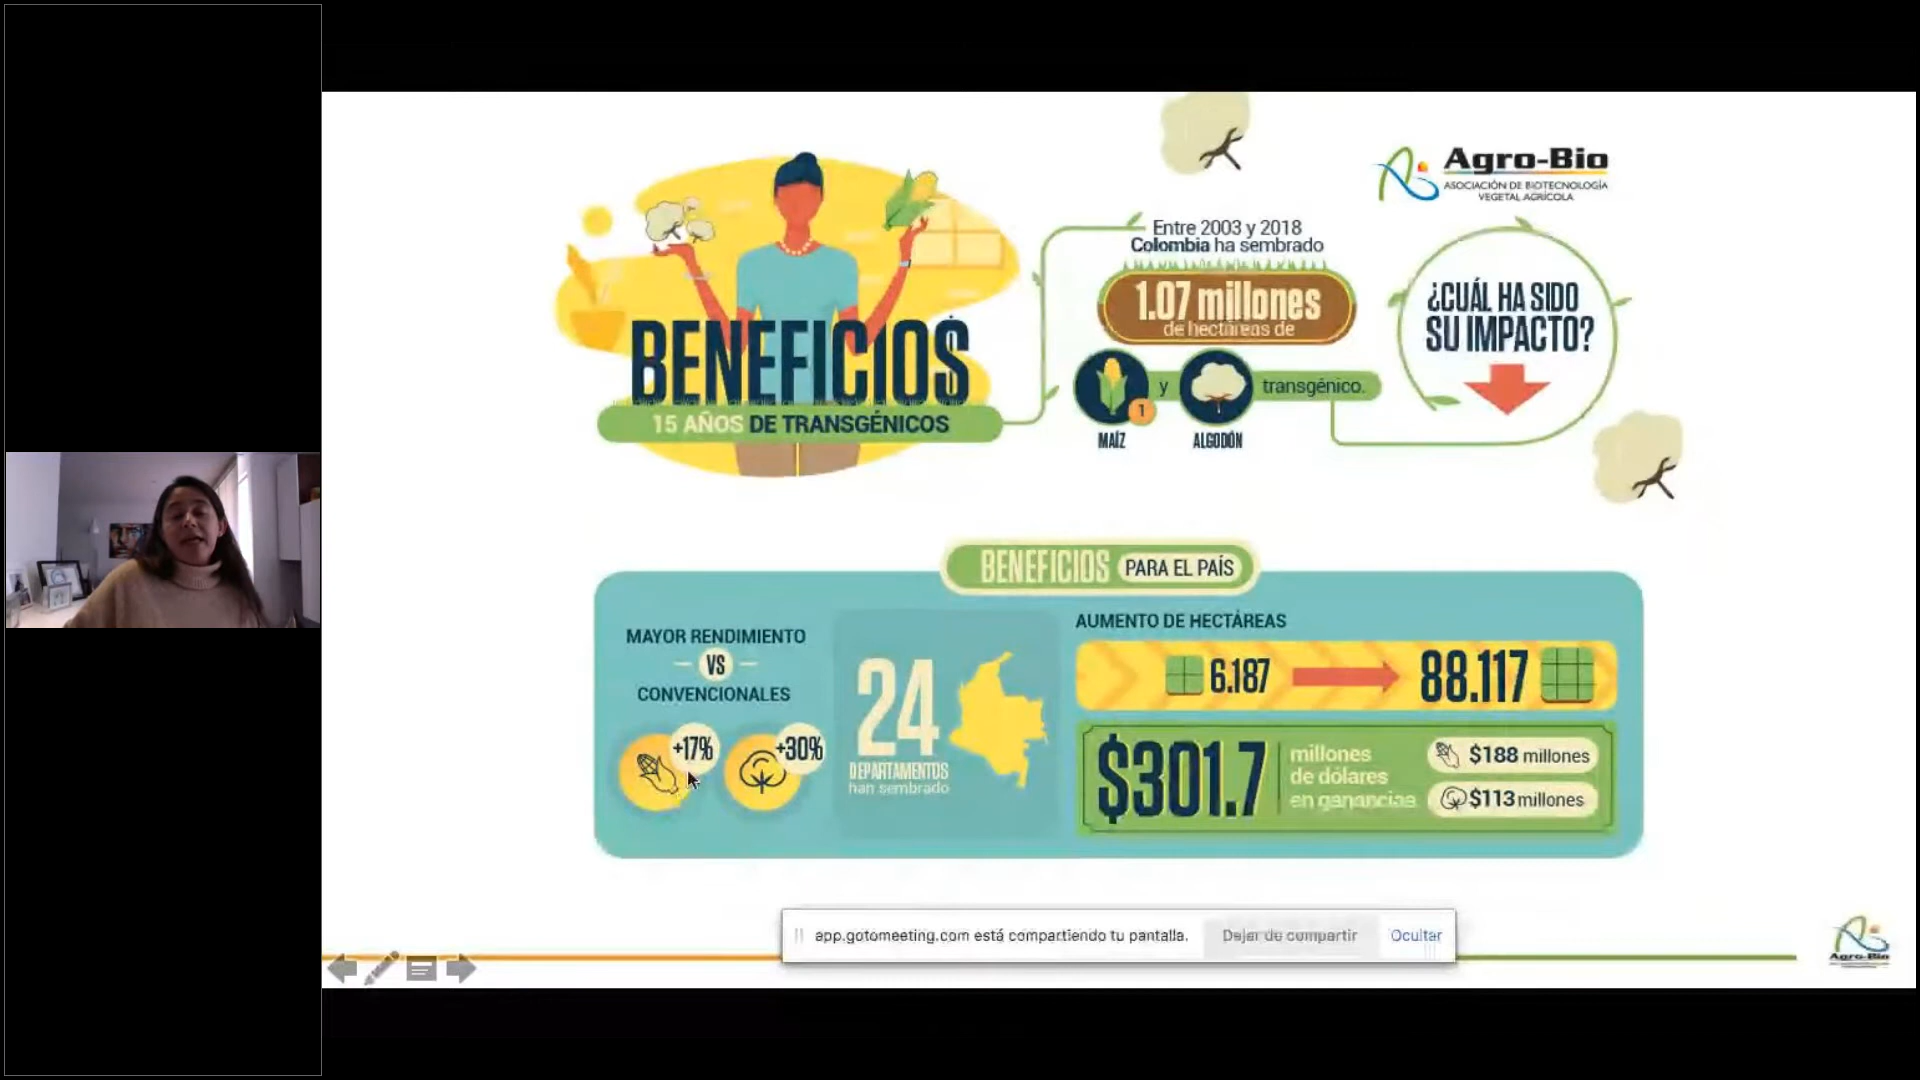 Agro-Bio
ASOCIACIÓN DE BIOTECNOLOGÍA
VEGETAL AGRÍCOLA
BENEFICIOS
15 AÑOS DE TRANSGÉNICOS
Entre 2003 y 2018
Colombia ha sembrado
1.07 millones
de hectáreas de
1
y
transgénico.
MAÍZ
ALGODÓN
¿CUÁL HA SIDO
SU IMPACTO?
BENEFICIOS PARA EL PAÍS
MAYOR RENDIMIENTO
VS
CONVENCIONALES
+17%
+30%
24
DEPARTAMENTOS
han sembrado
AUMENTO DE HECTÁREAS
6.187
88.117
$301.7
millones
de dólares
en ganancias
$188 millones
$113 millones
app.gotomeeting.com está compartiendo tu pantalla.
Dejar de compartir
Ocultar
Agro-Bio